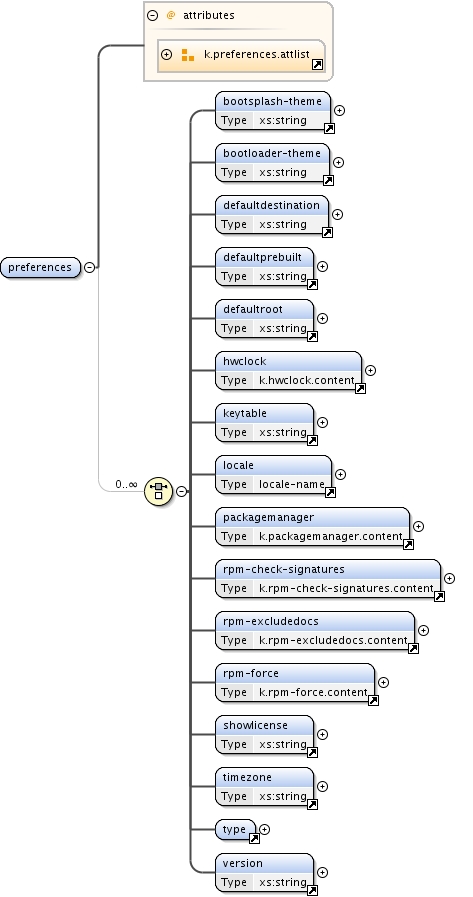 @ attributes
k.preferences.attlist
bootsplash-theme
Type xs:string
bootloader-theme
Type xs:string
defaultdestination
Type xs:string
preferences
defaultprebuilt
Type xs:string
defaultroot
Type xs:string
hwclock
Type k.hwclock.content
keytable
Type xs:string
locale
Type locale-name
0..∞
packagemanager
Type k.packagemanager.content
rpm-check-signatures
Type k.rpm-check-signatures.content
rpm-excludedocs
Type k.rpm-excludedocs.content
rpm-force
Type k.rpm-force.content
showlicense
Type xs:string
timezone
Type xs:string
type
version
Type xs:string